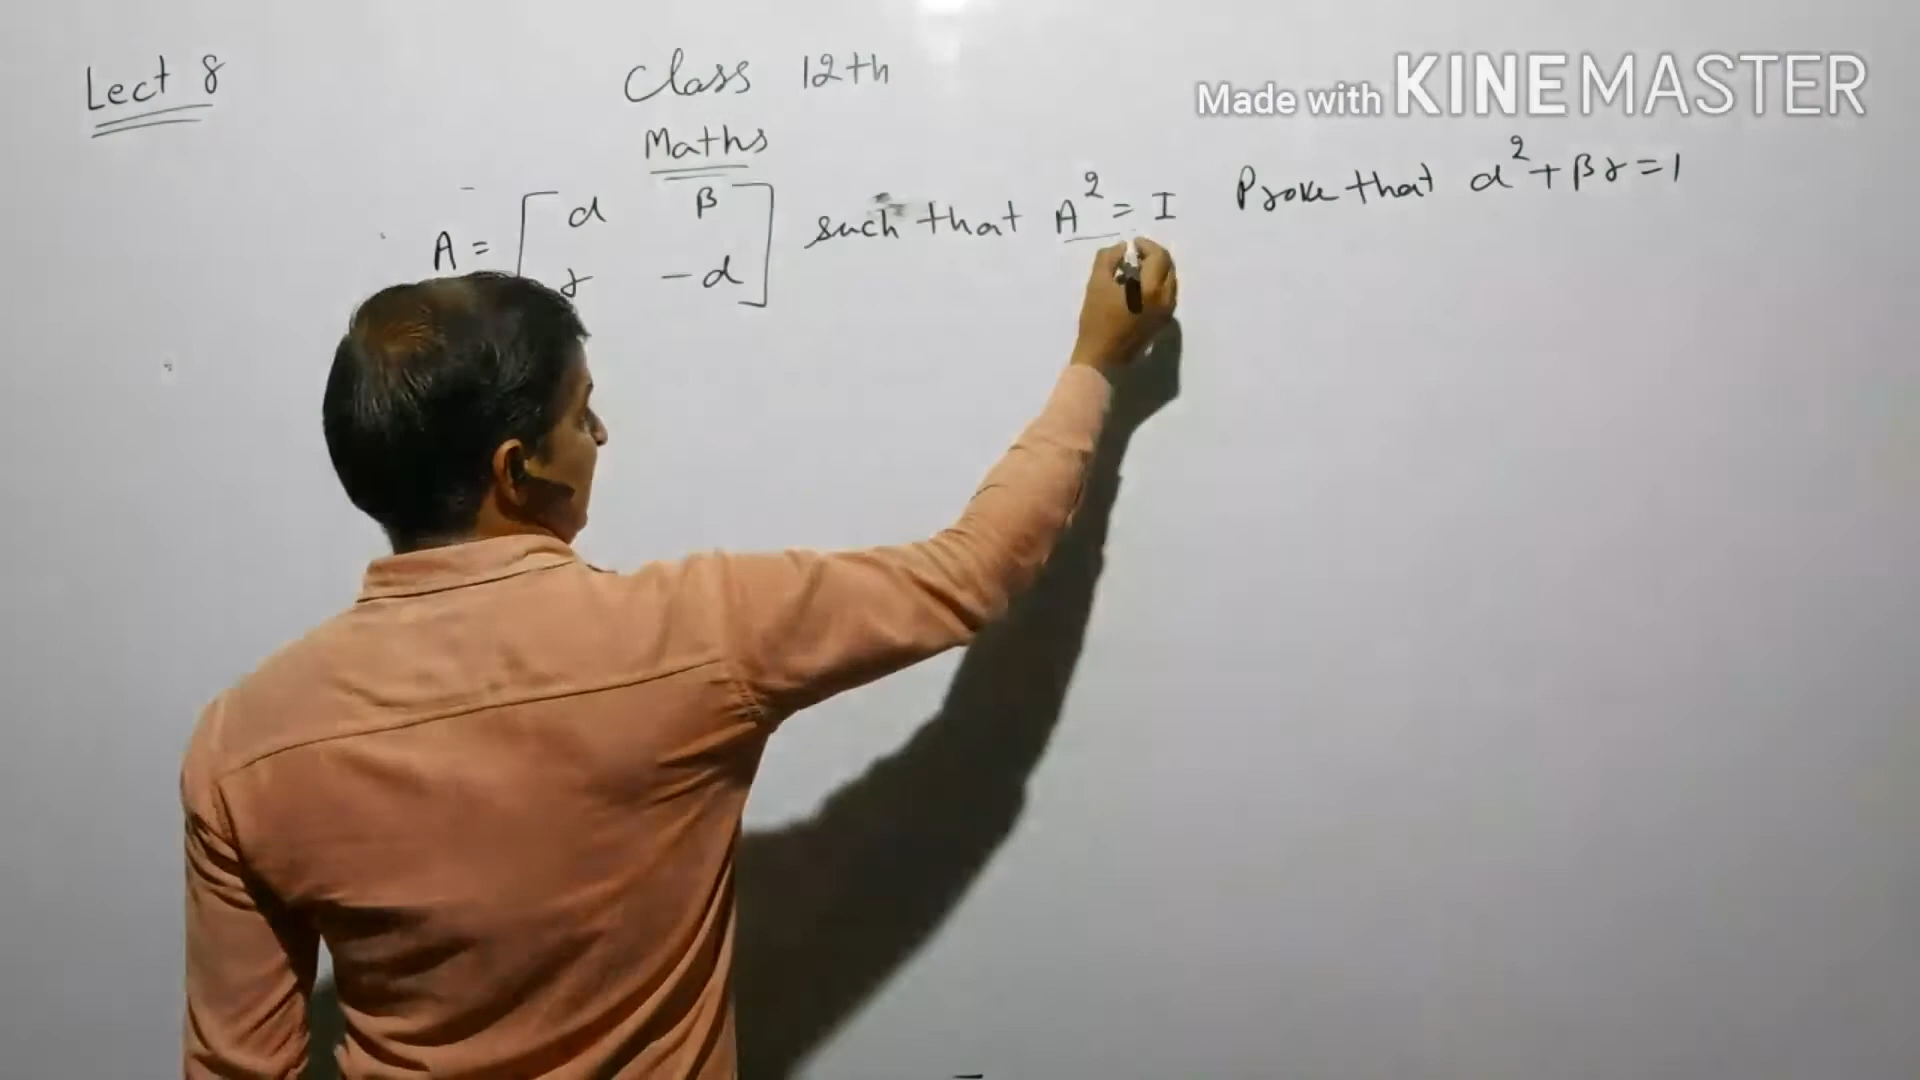 Lect 8
Class 12th
Made with KINEMASTER
Maths
A = [ α β such that A² = I Prove that α² + βγ = 1
γ -α ]